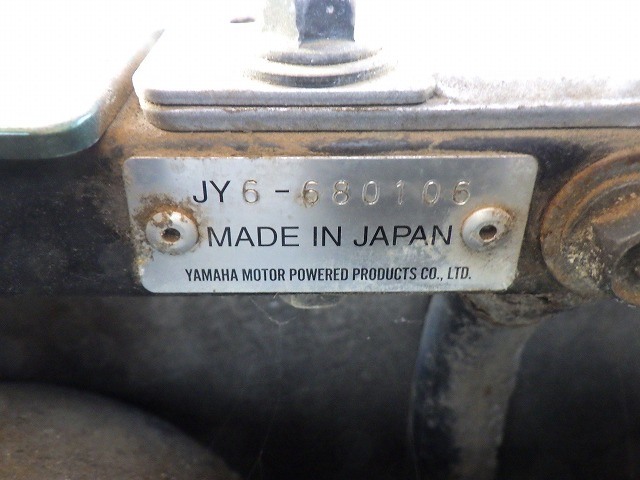 JY6-680106
MADE IN JAPAN
YAMAHA MOTOR POWERED PRODUCTS CO., LTD.